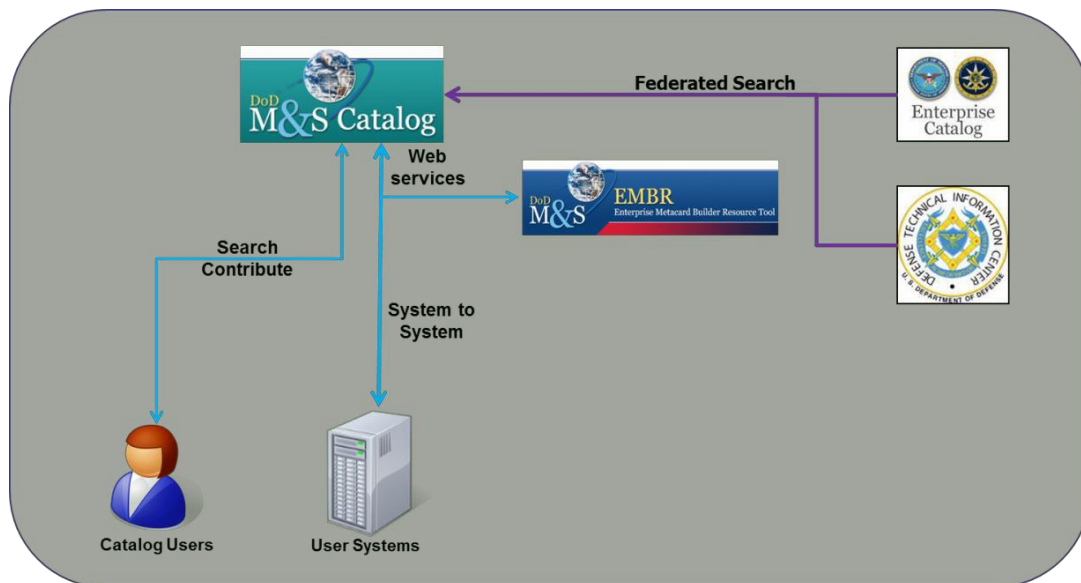 DoD
M&S Catalog
Federated Search
Enterprise
Catalog
Web
services
DoD
M&S
EMBR
Enterprise Metacard Builder Resource Tool
DEFENSE TECHNICAL INFORMATION CENTER
U.S. DEPARTMENT OF DEFENSE
Search
Contribute
System to
System
Catalog Users
User Systems